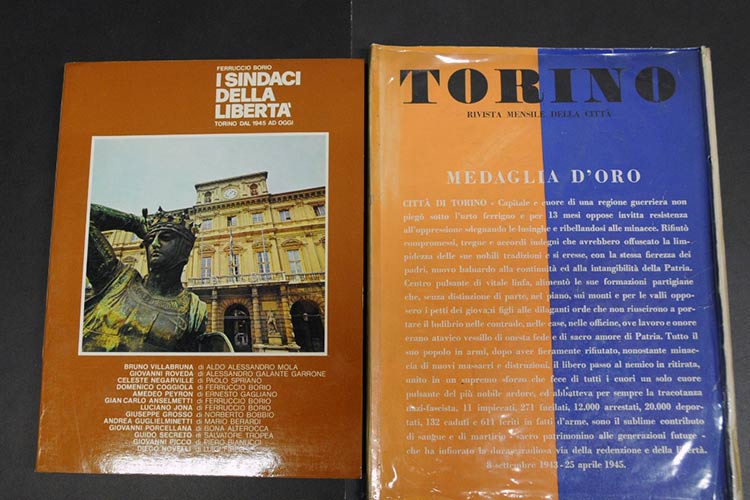 FERRUCCIO BORIO
I SINDACI
DELLA
LIBERTA'
TORINO DAL 1945 AD OGGI
BRUNO VILLABRUNA di ALDO ALESSANDRO MOLA
GIOVANNI ROVEDA di ALESSANDRO GALANTE GARRONE
CELESTE NEGARVILLE di PAOLO SPRIANO
DOMENICO COGGIOLA di FERRUCCIO BORIO
AMEDEO PEYRON di ERNESTO GAGLIANO
GIAN CARLO ANSELMETTI di FERRUCCIO BORIO
LUCIANO JONA di FERRUCCIO BORIO
GIUSEPPE GROSSO di NORBERTO BOBBIO
ANDREA GUGLIELMINETTI di MARIO BERARDI
GIOVANNI PORCELLANA di BONA ALTEROCCA
GUIDO SECRETO di SALVATORE TROPEA
GIOVANNI PICCO di PIERO BIANUCCI
DIEGO NOVELLI di
TORINO
RIVISTA MENSILE DELLA CITTÀ
MEDAGLIA D'ORO
CITTÀ DI TORINO - Capitale e cuore di una regione guerriera non
piegò sotto l'urto ferrigno e per 13 mesi oppose invitta resistenza
all'oppressione sdegnando le lusinghe e ribellandosi alle minacce. Rifiutò
compromessi, tregue e accordi indegni che avrebbero offuscato la lim-
pidezza delle sue nobili tradizioni e si eresse, con la stessa fierezza dei
padri, nuovo baluardo alla continuità ed alla intangibilità della Patria.
Centro pulsante di vitale linfa, alimentò le sue formazioni partigiane
che, senza distinzione di parte, nel piano, sui monti e per le valli oppo-
sero i petti dei giovani figli alle diluganti orde che non riuscirono a por-
tare il ludibrio nelle contrade, nelle case, nelle officine, ove lavoro e onore
erano atavico vessillo di onesta fede e di sacro amore di Patria. Tutto il
suo popolo in armi, dopo aver fieramente rifiutato, nonostante minac-
cia di nuovi massacri e distruzioni, il libero passo al nemico in ritirata,
unito in un supremo sforzo che fece di tutti i cuori un solo cuore
pulsante del più nobile ardore, ed abbatteva per sempre la tracotanza
nazi-fascista. 11 impiccati, 271 fucilati, 12.000 arrestati, 20.000 depor-
tati, 132 caduti e 611 feriti in fatti d'arme, sono il sublime contributo
di sangue e di martirio - sacro patrimonio alle generazioni future -
che ha infiorato la dura via della redenzione e della libertà.
8 settembre 1943 - 25 aprile 1945.